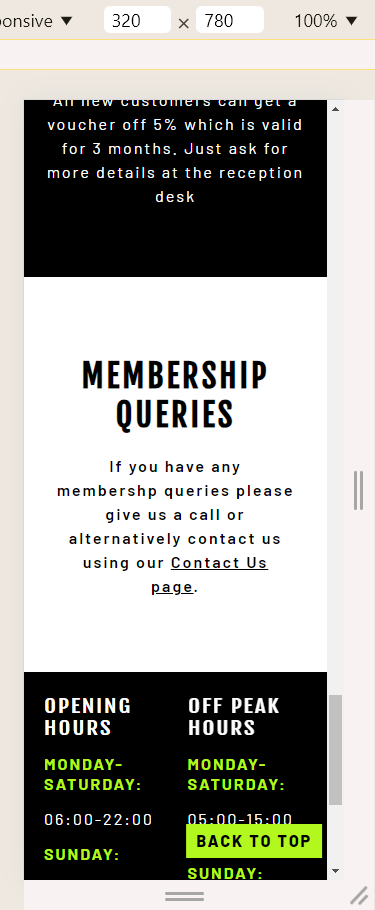 ponsive ▼ 320 × 780 100% ▼
All new customers can get a
voucher off 5% which is valid
for 3 months. Just ask for
more details at the reception
desk
MEMBERSHIP
QUERIES
If you have any
membershp queries please
give us a call or
alternatively contact us
using our Contact Us
page.
OPENING
HOURS
MONDAY-
SATURDAY:
06:00-22:00
SUNDAY:
OFF PEAK
HOURS
MONDAY-
SATURDAY:
05:00-15:00
BACK TO TOP
SUNDAY: